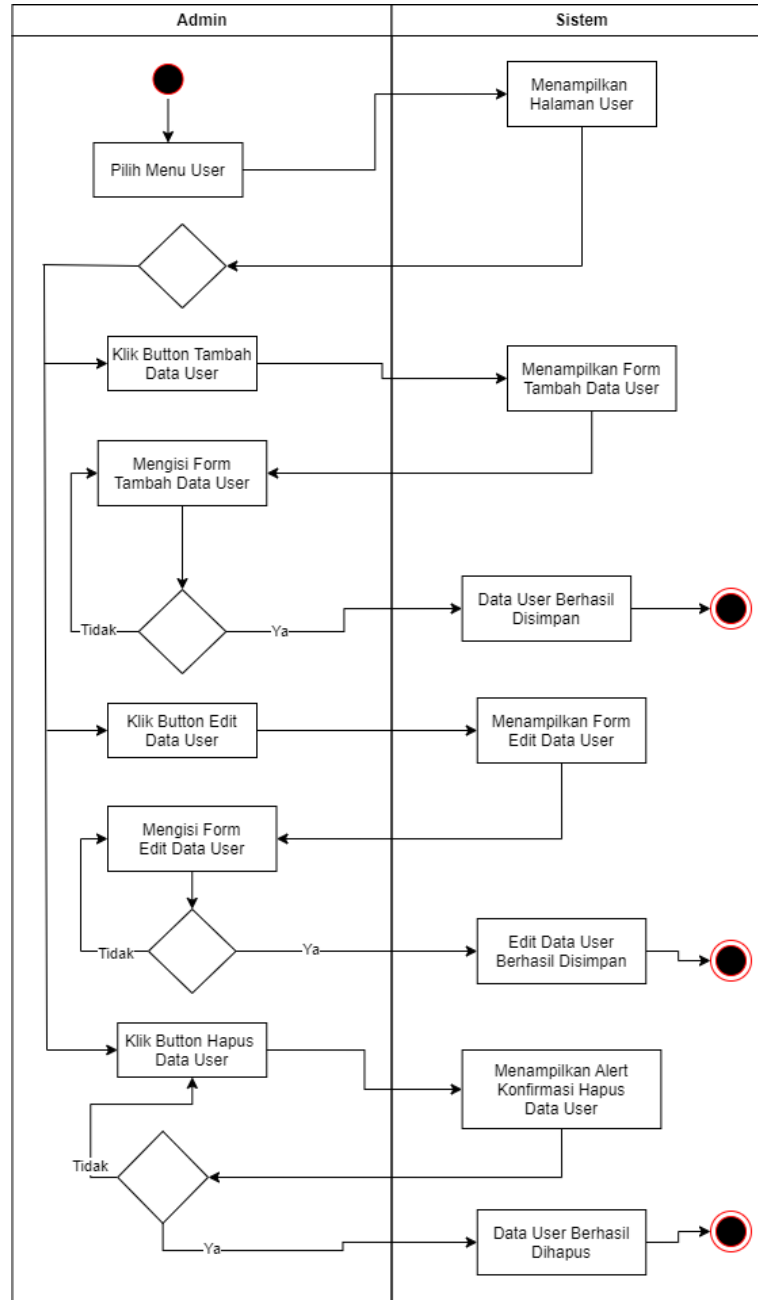 Admin
Sistem
Menampilkan
Halaman User
Pilih Menu User
Klik Button Tambah
Data User
Menampilkan Form
Tambah Data User
Mengisi Form
Tambah Data User
Tidak
Ya
Data User Berhasil
Disimpan
Klik Button Edit
Data User
Menampilkan Form
Edit Data User
Mengisi Form
Edit Data User
Tidak
Ya
Edit Data User
Berhasil Disimpan
Klik Button Hapus
Data User
Menampilkan Alert
Konfirmasi Hapus
Data User
Tidak
Ya
Data User Berhasil
Dihapus